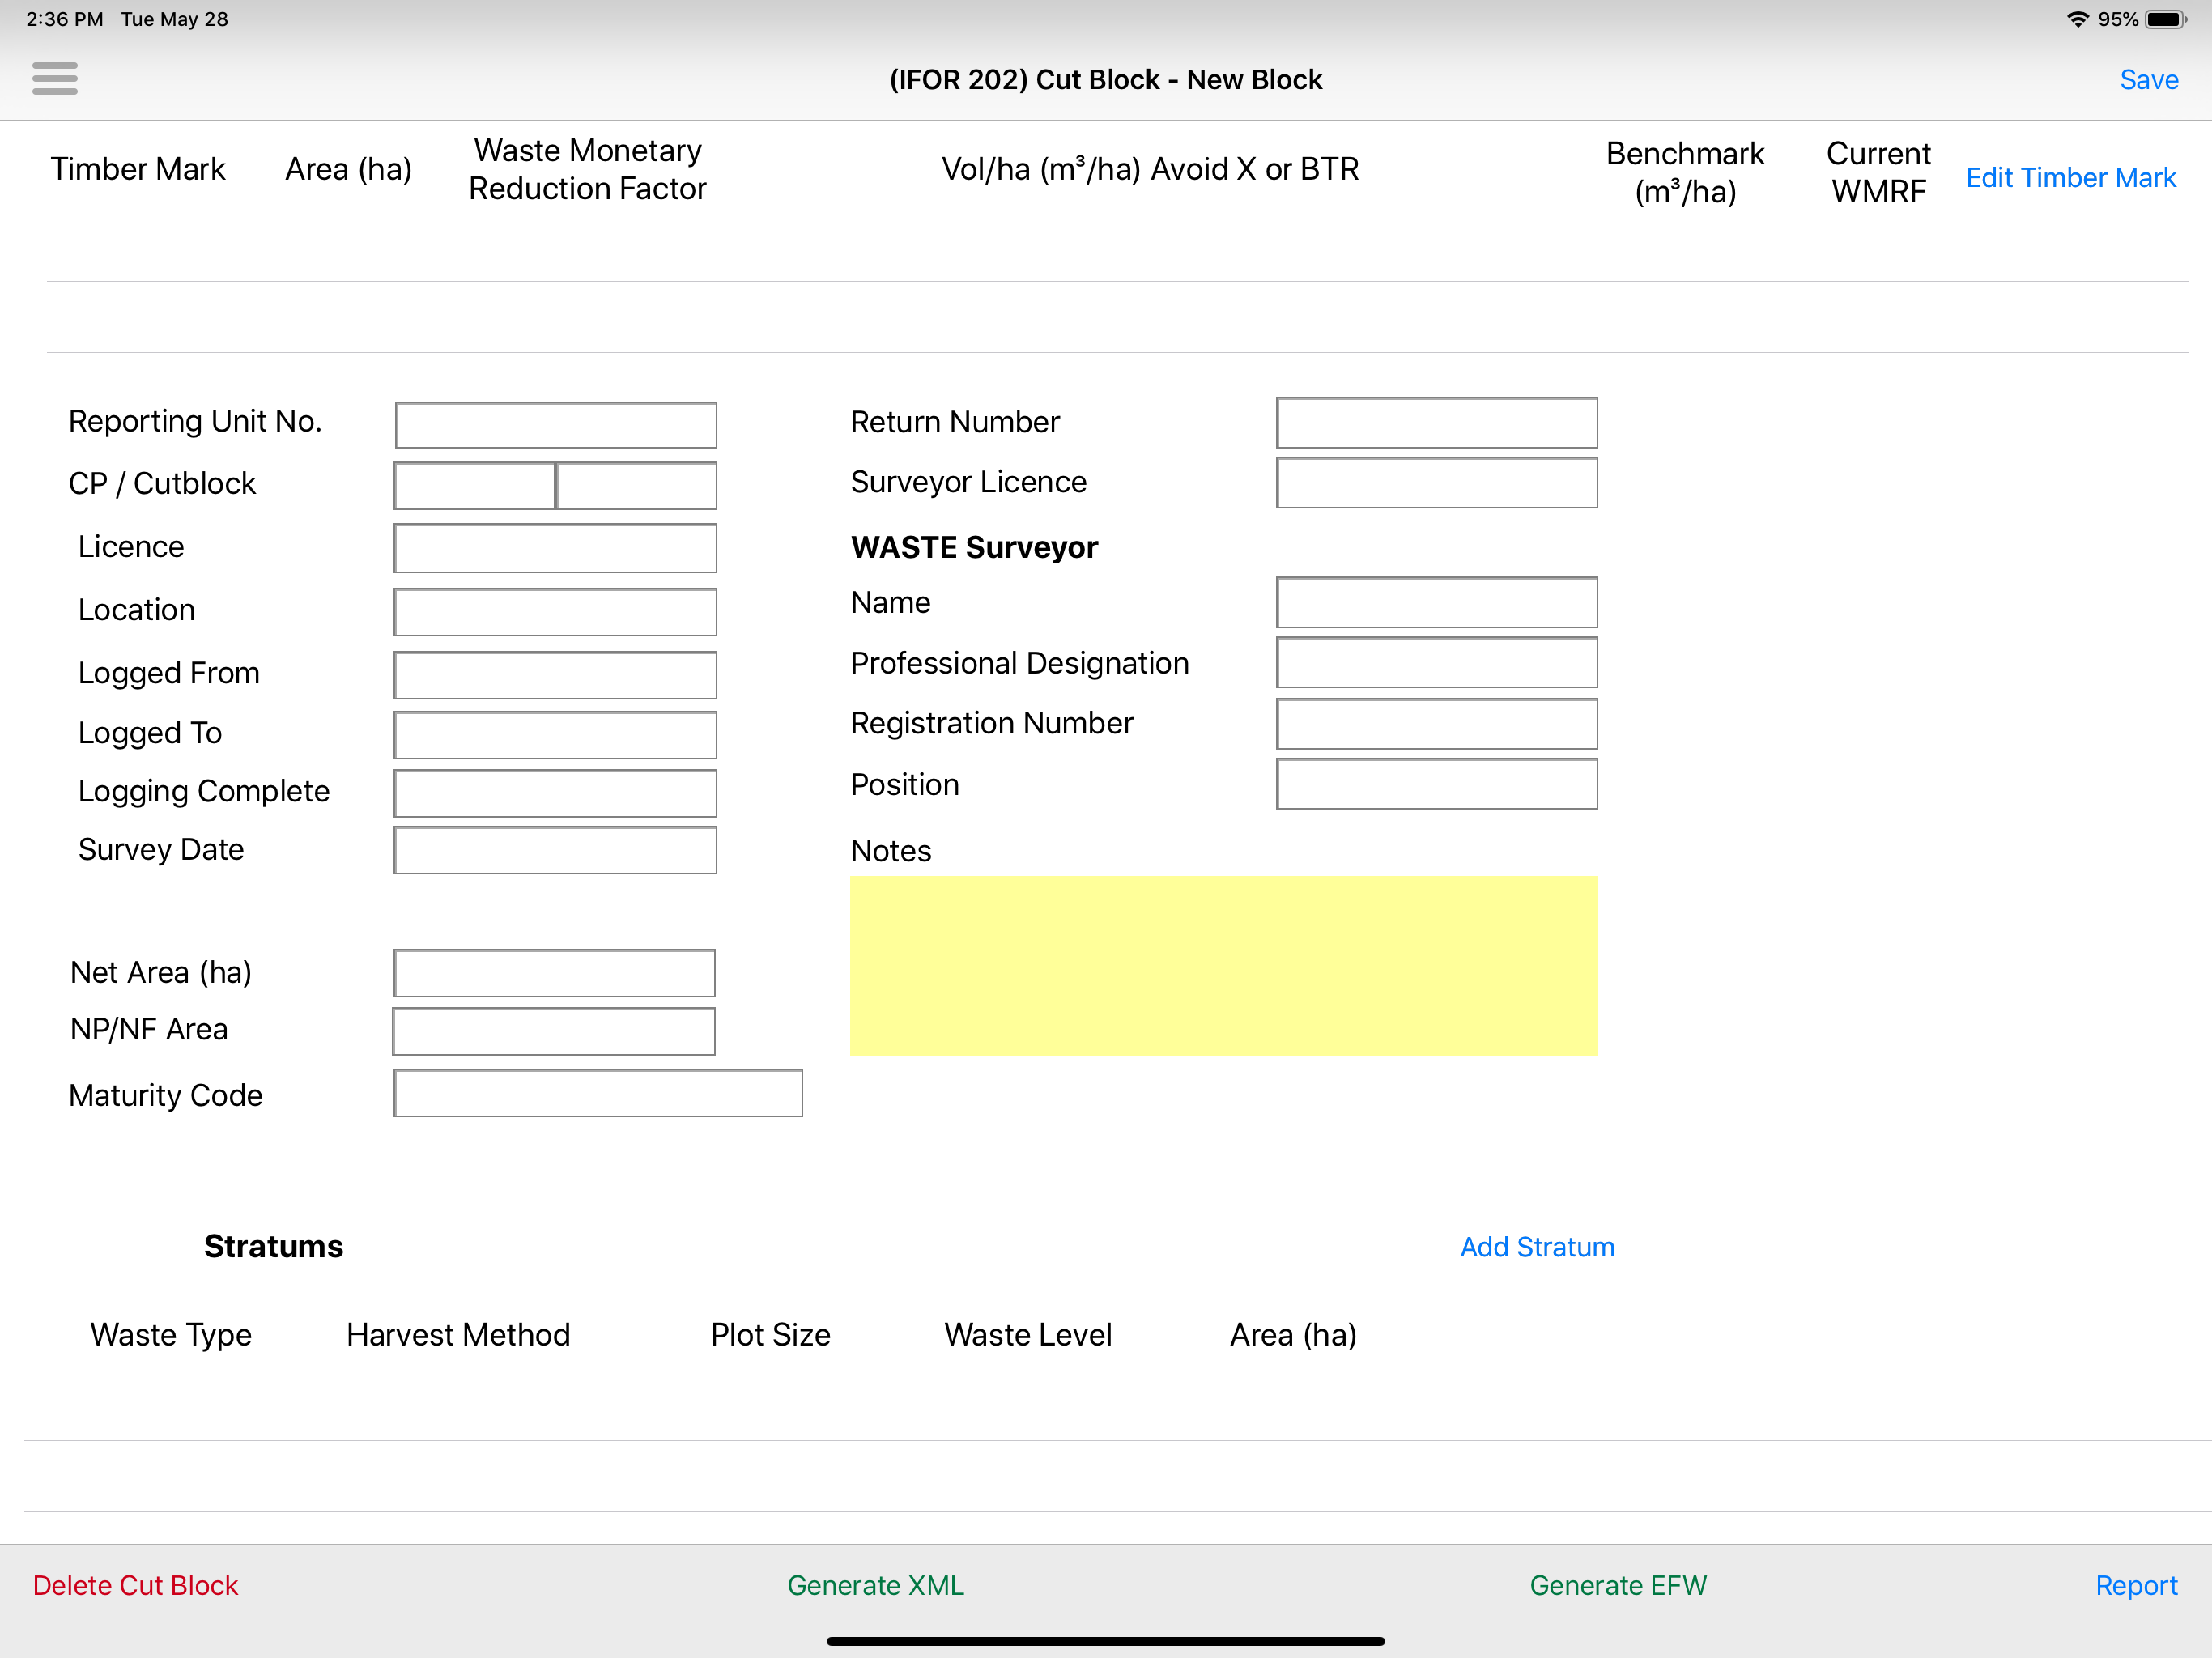 2:36 PM Tue May 28
95%
(IFOR 202) Cut Block - New Block
Save
Timber Mark
Area (ha)
Waste Monetary
Reduction Factor
Vol/ha (m³/ha) Avoid X or BTR
Benchmark
(m³/ha)
Current
WMRF
Edit Timber Mark
Reporting Unit No.
CP / Cutblock
Licence
Location
Logged From
Logged To
Logging Complete
Survey Date
Net Area (ha)
NP/NF Area
Maturity Code
Return Number
Surveyor Licence
WASTE Surveyor
Name
Professional Designation
Registration Number
Position
Notes
Stratums
Add Stratum
Waste Type
Harvest Method
Plot Size
Waste Level
Area (ha)
Delete Cut Block
Generate XML
Generate EFW
Report